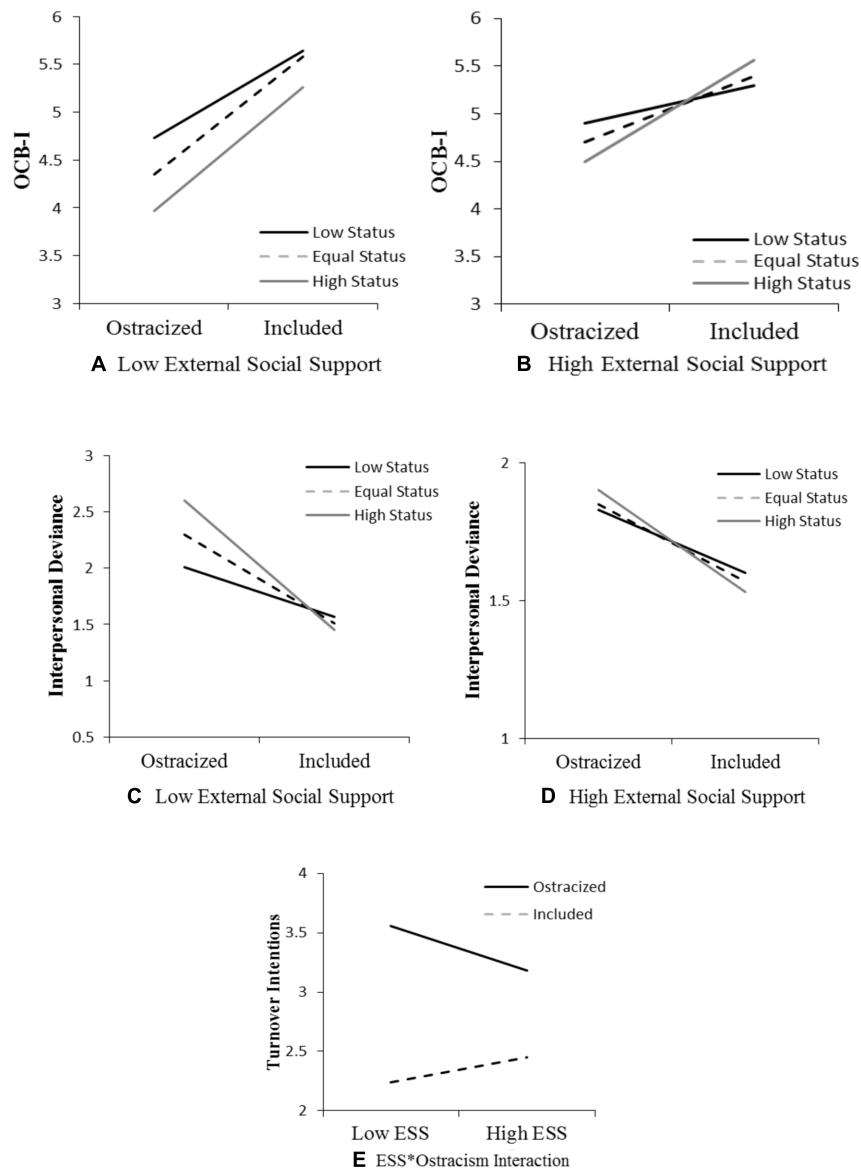 6
5.5
5
4.5
4
3.5
3
OCB-I
Low Status
Equal Status
High Status
Ostracized Included
A Low External Social Support
6
5.5
5
4.5
4
3.5
3
OCB-I
Low Status
Equal Status
High Status
Ostracized Included
B High External Social Support
3
2.5
2
1.5
1
0.5
Interpersonal Deviance
Low Status
Equal Status
High Status
Ostracized Included
C Low External Social Support
2
1.5
1
Interpersonal Deviance
Low Status
Equal Status
High Status
Ostracized Included
D High External Social Support
4
3.5
3
2.5
2
Turnover Intentions
Ostracized
Included
Low ESS High ESS
E ESS*Ostracism Interaction